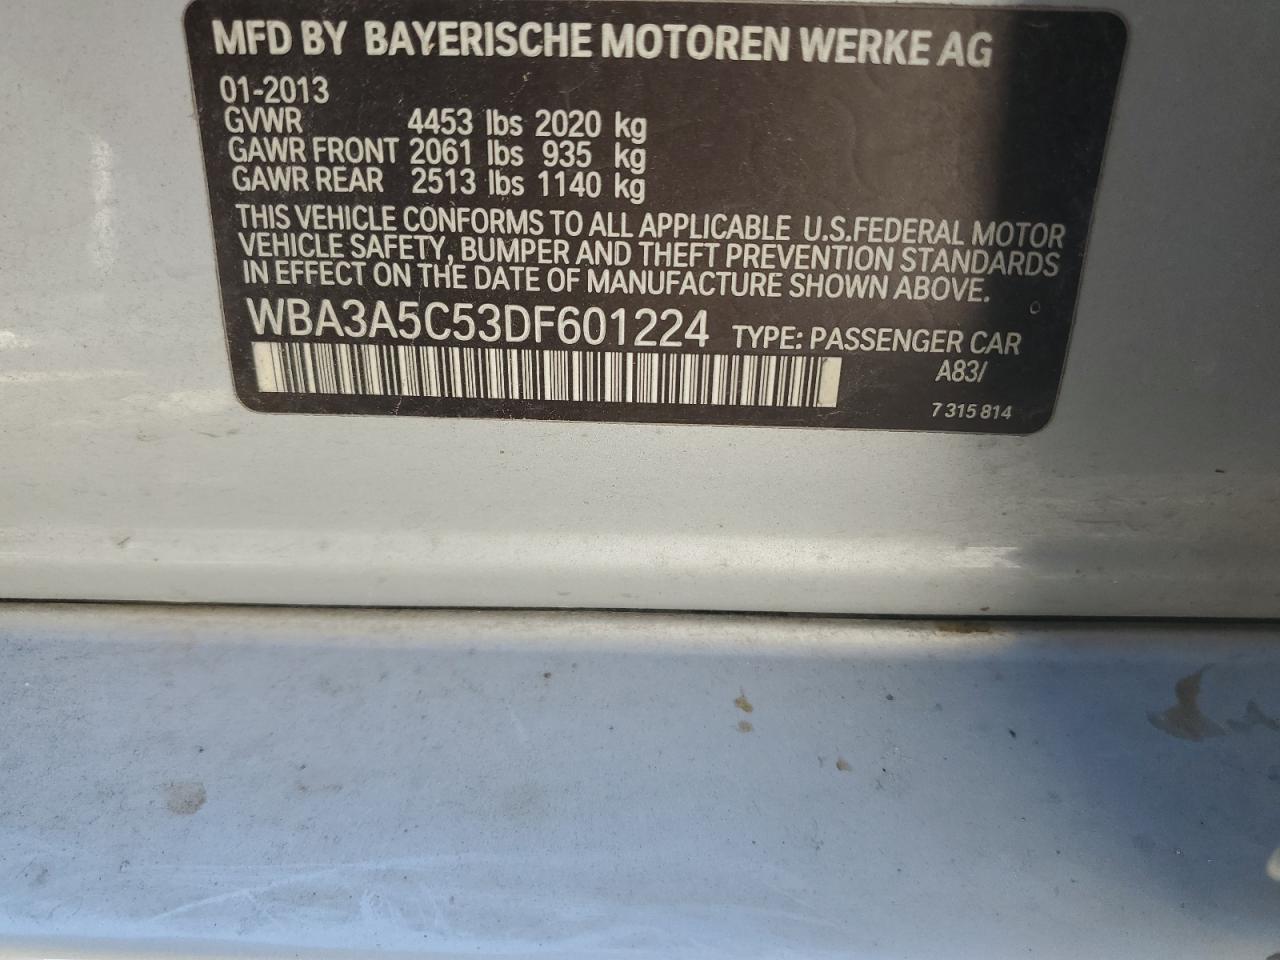 MFD BY BAYERISCHE MOTOREN WERKE AG
01-2013
GVWR 4453 lbs 2020 kg
GAWR FRONT 2061 lbs 935 kg
GAWR REAR 2513 lbs 1140 kg
THIS VEHICLE CONFORMS TO ALL APPLICABLE U.S.FEDERAL MOTOR
VEHICLE SAFETY, BUMPER AND THEFT PREVENTION STANDARDS
IN EFFECT ON THE DATE OF MANUFACTURE SHOWN ABOVE.
WBA3A5C53DF601224 TYPE: PASSENGER CAR
A83/
7 315 814